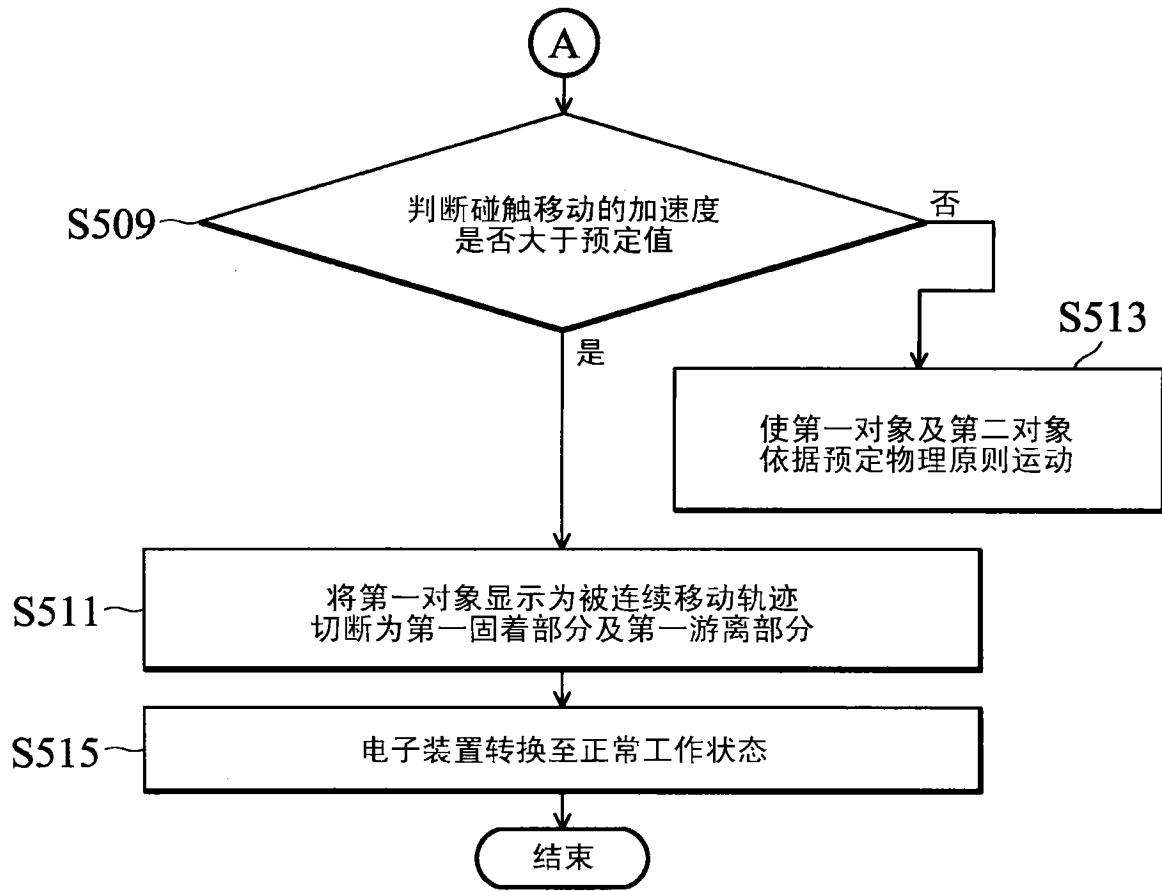 A
S509
判断碰触移动的加速度
是否大于预定值
否
是
S513
使第一对象及第二对象
依据预定物理原则运动
S511
将第一对象显示为被连续移动轨迹
切断为第一固着部分及第一游离部分
S515
电子装置转换至正常工作状态
结束